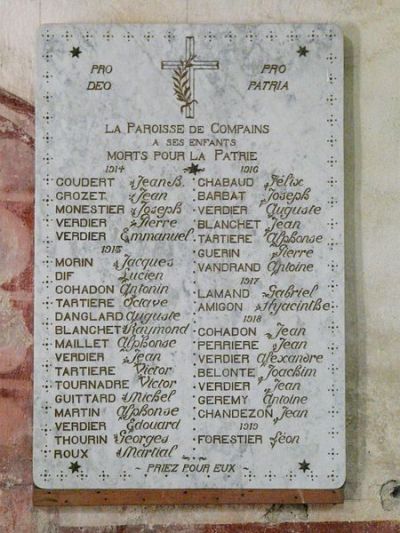 PRO DEO
PRO PATRIA
LA PAROISSE DE COMPAINS
A SES ENFANTS
MORTS POUR LA PATRIE
1914
COUDERT Jean B.
CROZET Jean
MONESTIER Joseph
VERDIER Pierre
VERDIER Emmanuel
1915
MORIN Jacques
DIF Lucien
COHADON Antonin
TARTIERE Octave
DANGLARD Auguste
BLANCHET Raymond
MAILLET Alphonse
VERDIER Jean
TARTIERE Victor
TOURNADRE Victor
GUITTARD Michel
MARTIN Alphonse
VERDIER Edouard
THOURIN Georges
ROUX Martial
1916
CHABAUD Félix
BARBAT Joseph
VERDIER Auguste
BLANCHET Jean
TARTIERE Alphonse
GUERIN Pierre
VANDRAND Antoine
1917
LAMAND Gabriel
AMIGON Hyacinthe
1918
COHADON Jean
PERRIERE Jean
VERDIER Alexandre
BELONTE Joachim
VERDIER Jean
GEREMY Antoine
CHANDEZON Jean
1919
FORESTIER Léon
~ PRIEZ POUR EUX ~